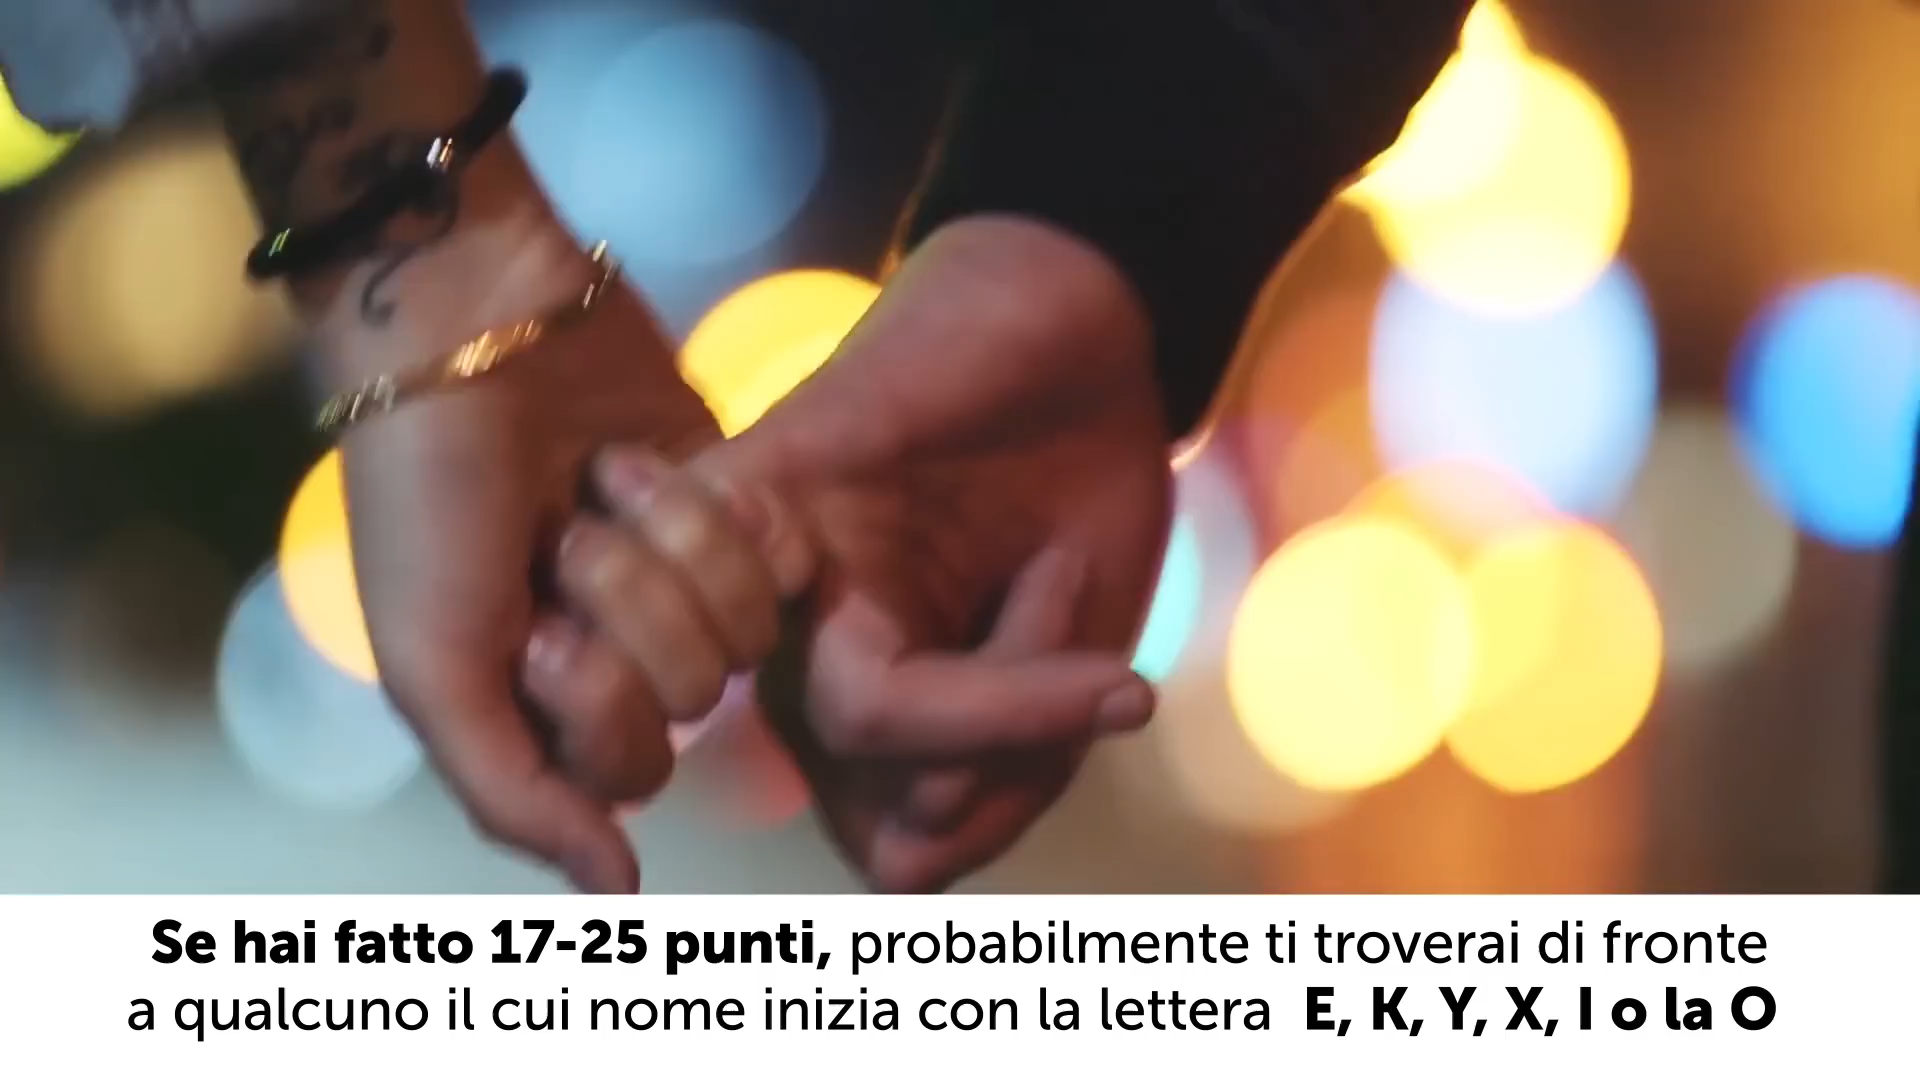 Se hai fatto 17-25 punti, probabilmente ti troverai di fronte
a qualcuno il cui nome inizia con la lettera E, K, Y, X, I o la O